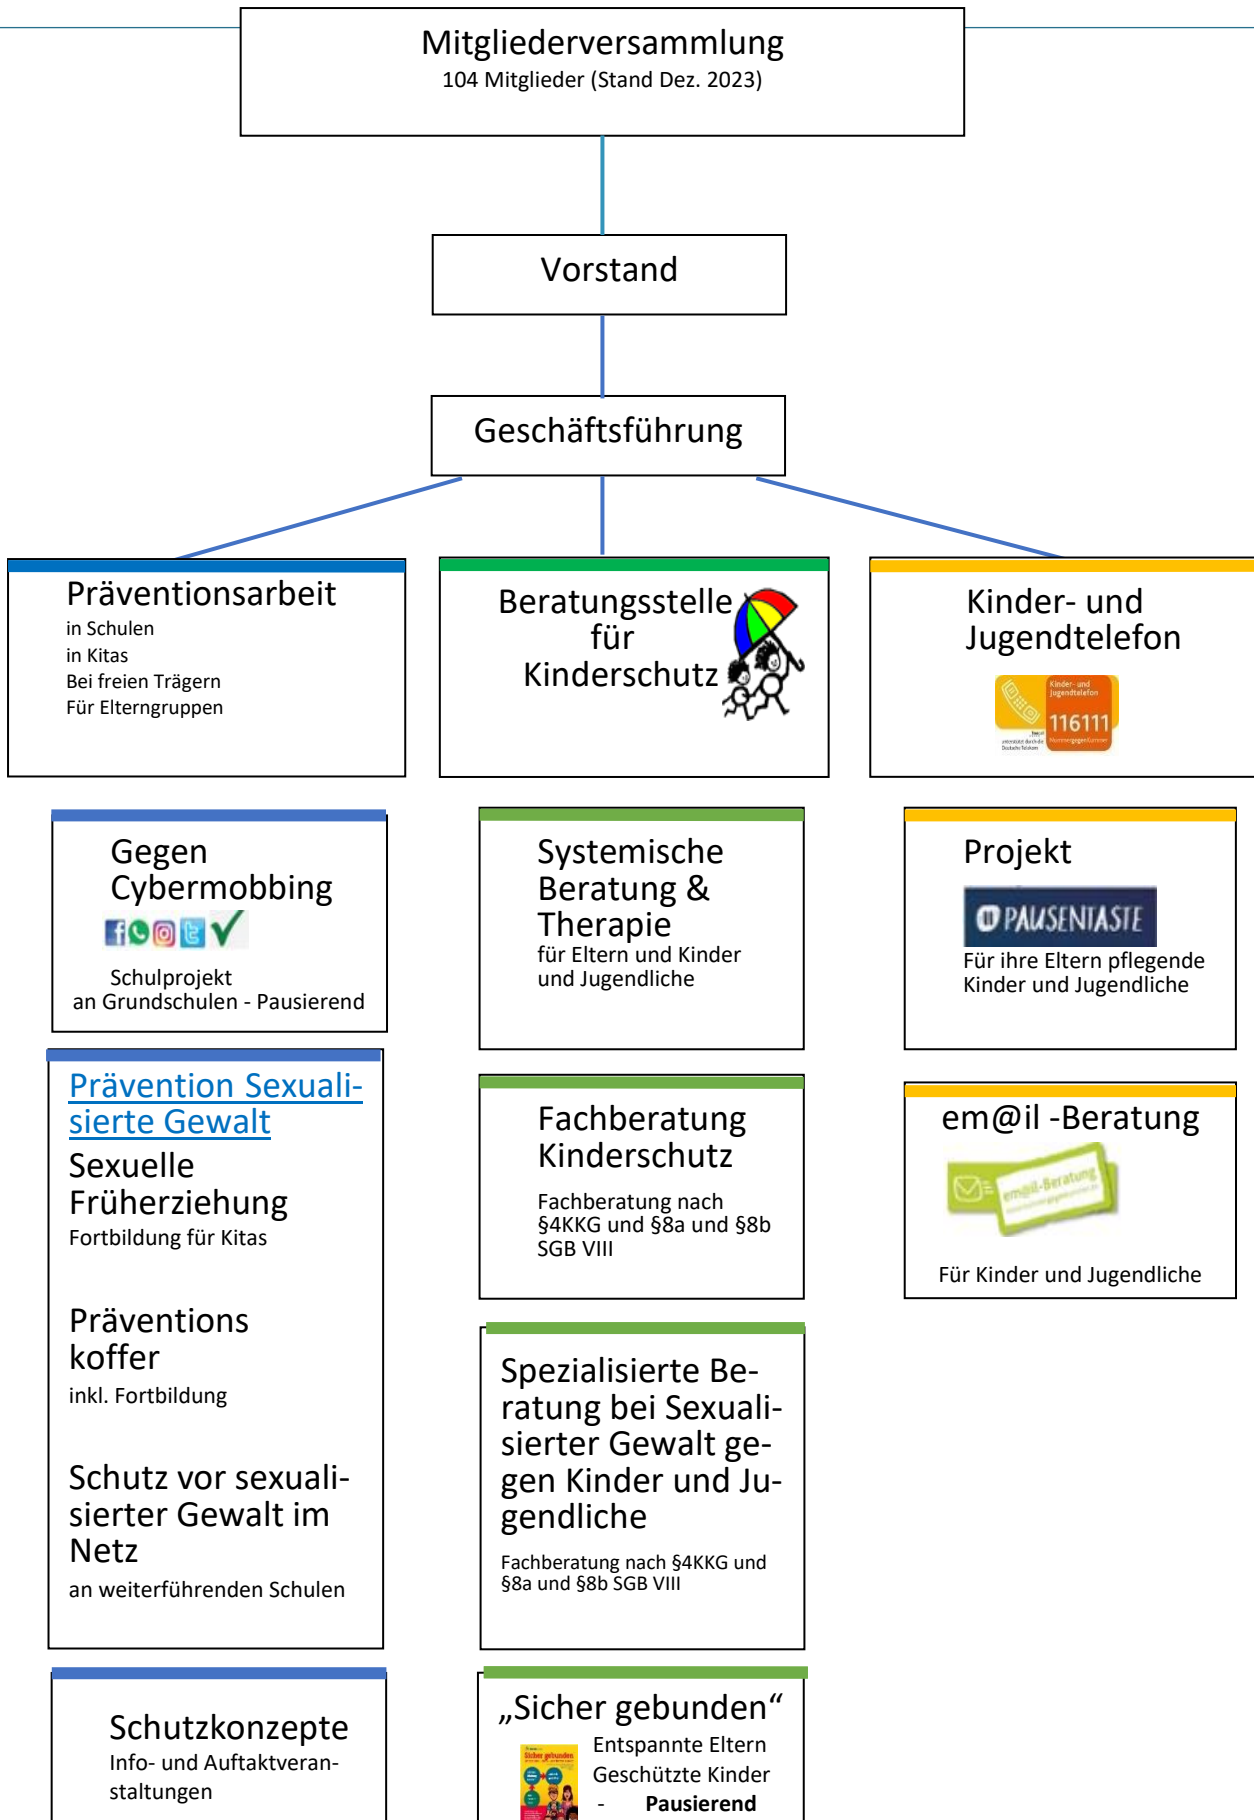 Mitgliederversammlung
104 Mitglieder (Stand Dez. 2023)
Vorstand
Geschäftsführung
Präventionsarbeit
in Schulen
in Kitas
Bei freien Trägern
Für Elterngruppen
Beratungsstelle
für
Kinderschutz
Kinder- und
Jugendtelefon
Kinder- und
Jugendtelefon
116111
unterstützt durch die
Deutsche Telekom
Gegen
Cybermobbing
Schulprojekt
an Grundschulen - Pausierend
Prävention Sexuali-
sierte Gewalt
Sexuelle
Früherziehung
Fortbildung für Kitas
Präventions
koffer
inkl. Fortbildung
Schutz vor sexuali-
sierter Gewalt im
Netz
an weiterführenden Schulen
Schutzkonzepte
Info- und Auftaktveran-
staltungen
Systemische
Beratung &
Therapie
für Eltern und Kinder
und Jugendliche
Fachberatung
Kinderschutz
Fachberatung nach
§4KKG und §8a und §8b
SGB VIII
Spezialisierte Be-
ratung bei Sexuali-
sierter Gewalt ge-
gen Kinder und Ju-
gendliche
Fachberatung nach §4KKG und
§8a und §8b SGB VIII
„Sicher gebunden“
Sicher gebunden
Entspannte Eltern
Geschützte Kinder
- Pausierend
Projekt
PAUSENTASTE
Für ihre Eltern pflegende
Kinder und Jugendliche
em@il -Beratung
em@il-Beratung
Für Kinder und Jugendliche